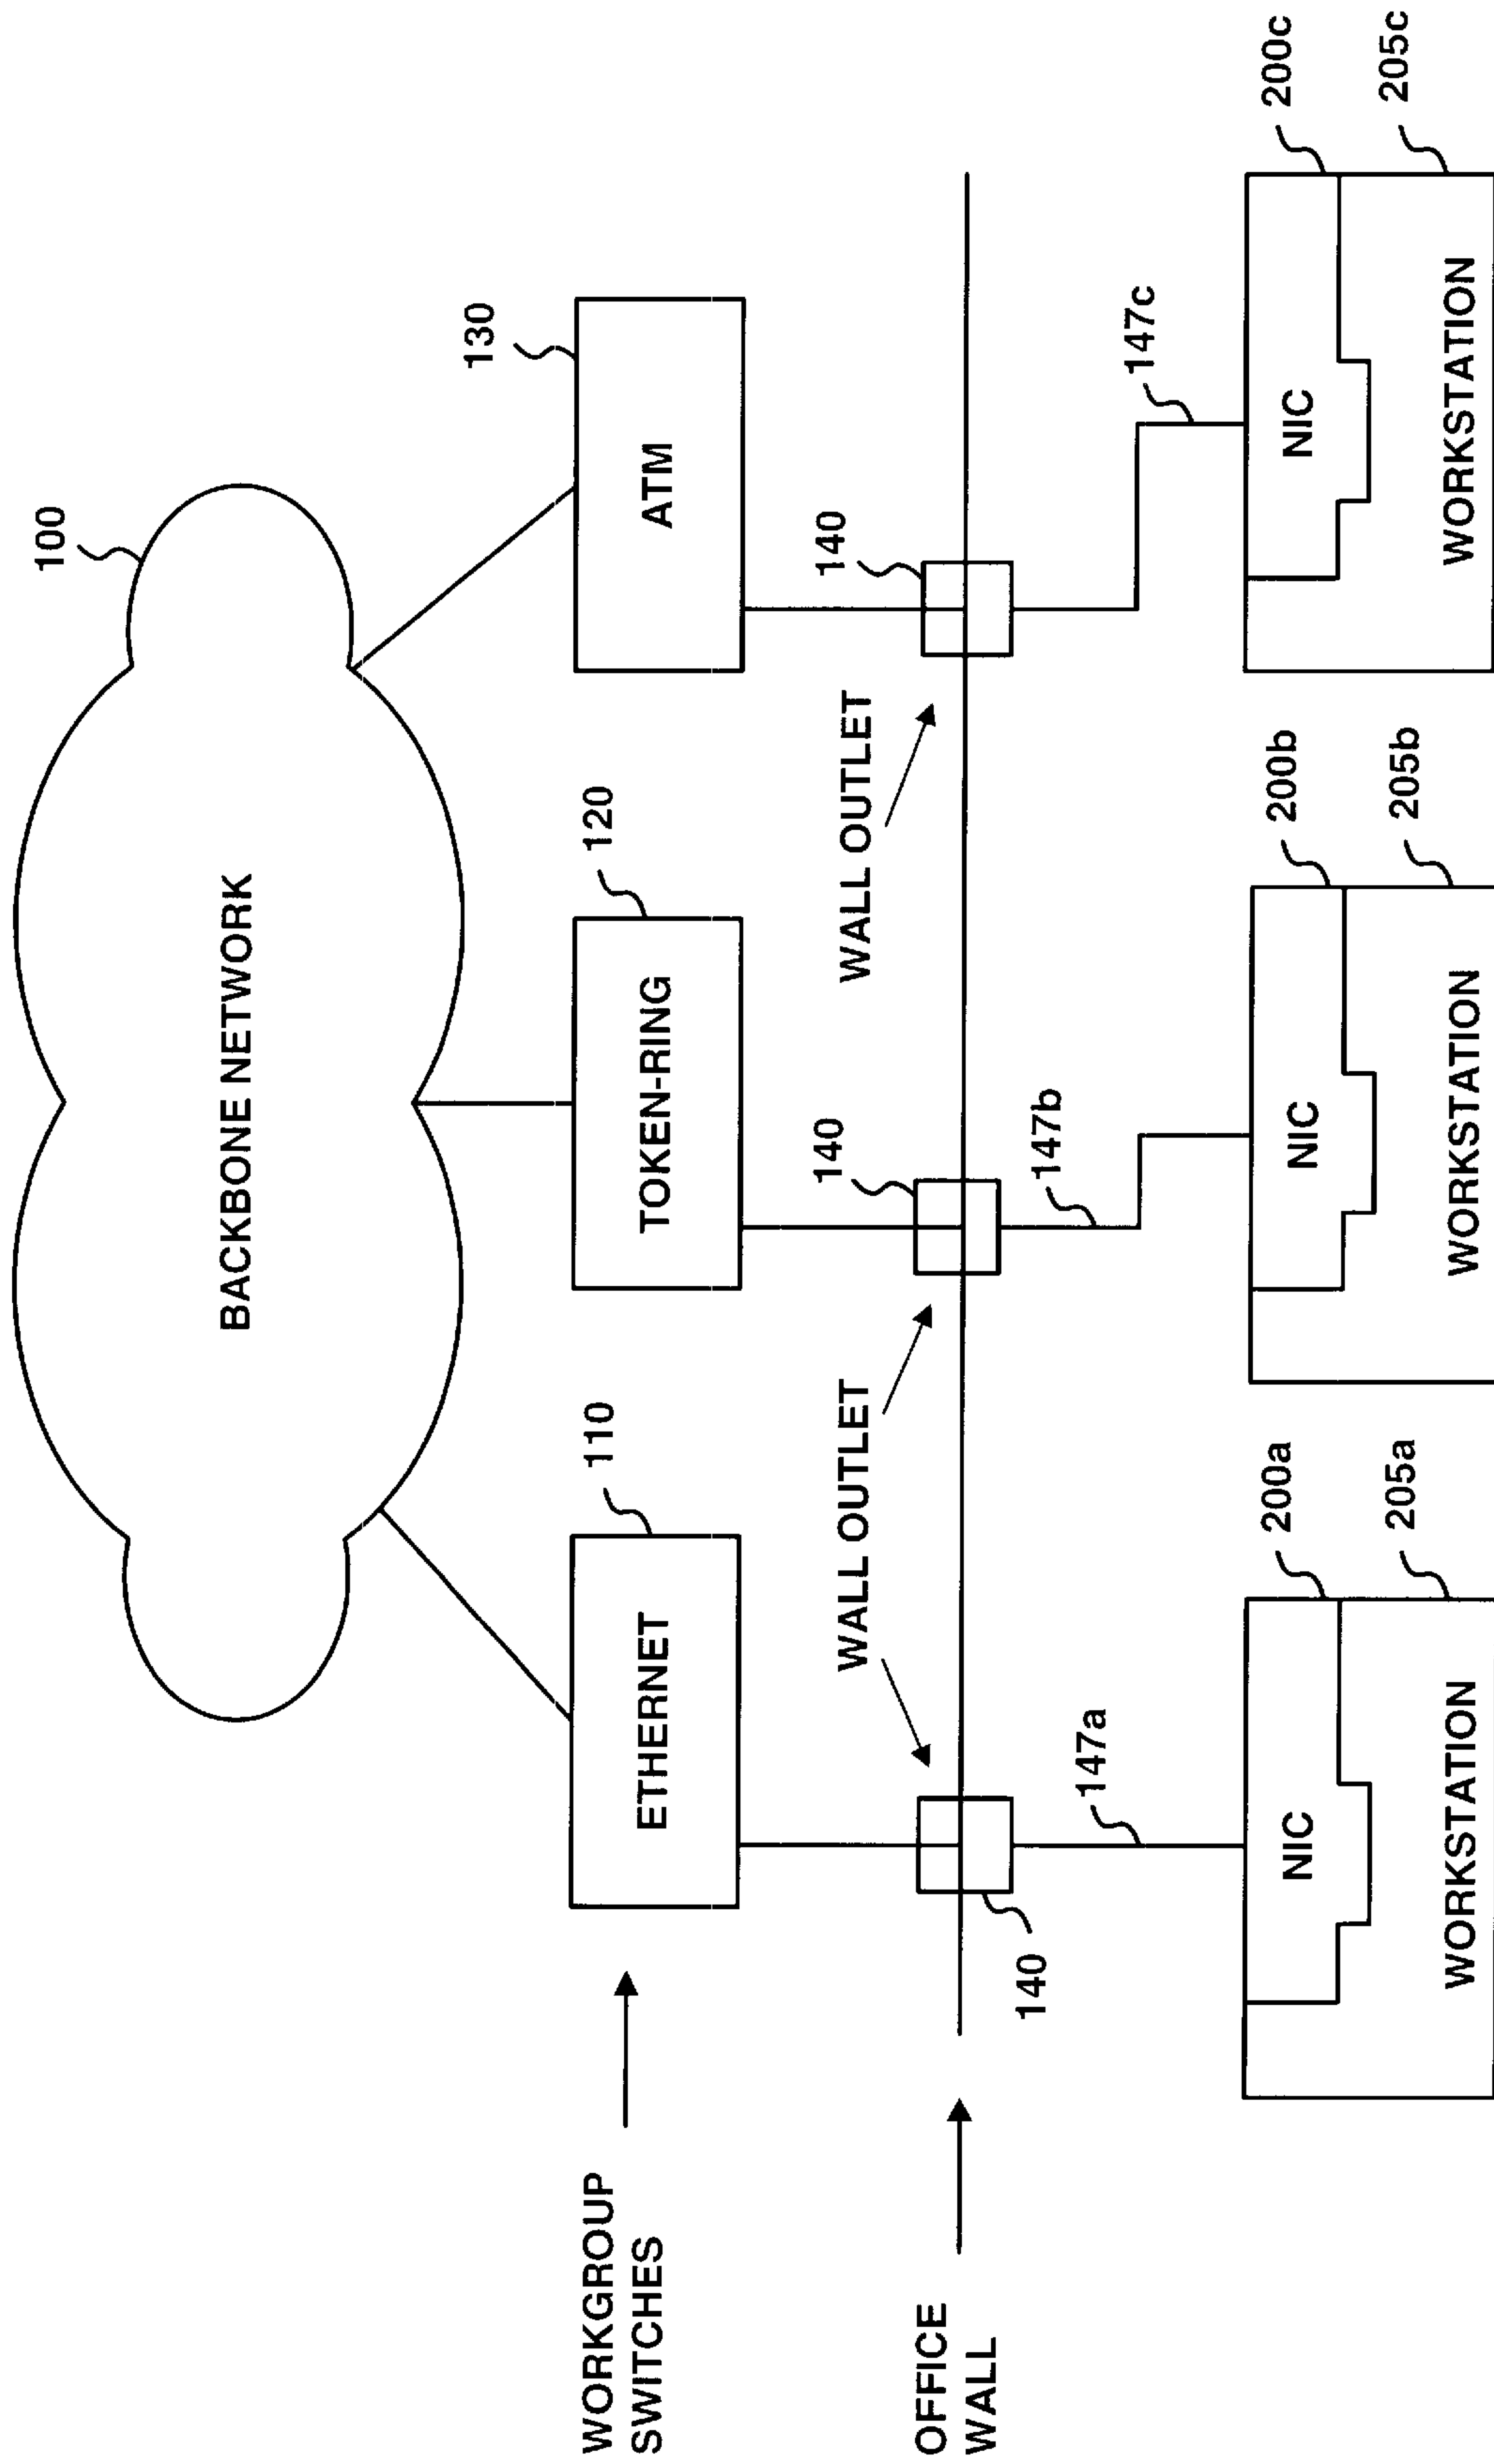 100
BACKBONE NETWORK
110
120
130
WORKGROUP
SWITCHES
ETHERNET
TOKEN-RING
ATM
WALL OUTLET
WALL OUTLET
140
140
140
OFFICE
WALL
147a
147b
147c
NIC
200a
NIC
200b
NIC
200c
205a
205b
205c
WORKSTATION
WORKSTATION
WORKSTATION